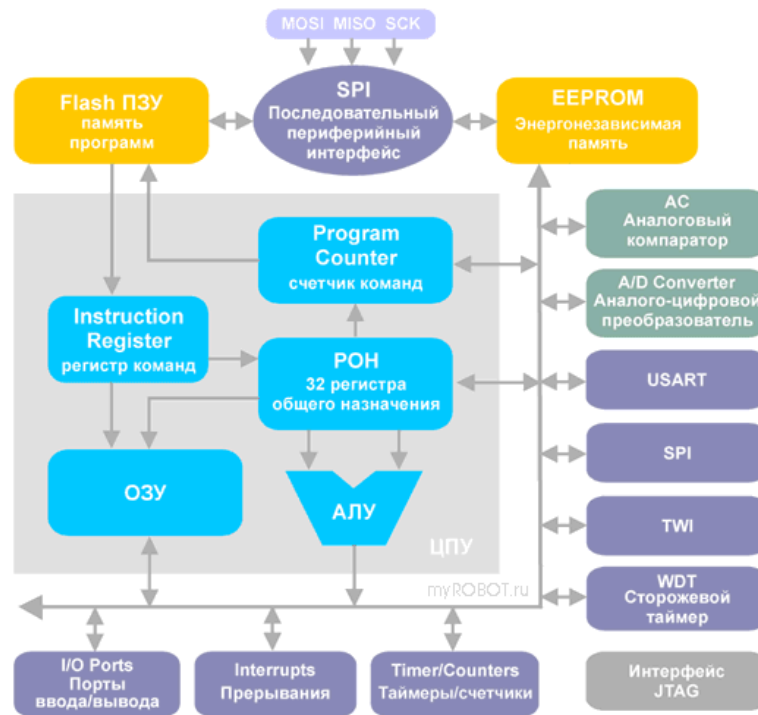 MOSI MISO SCK
Flash ПЗУ
память
программ
SPI
Последовательный
периферийный
интерфейс
EEPROM
Энергонезависимая
память
AC
Аналоговый
компаратор
Program
Counter
счетчик команд
A/D Converter
Аналого-цифровой
преобразователь
Instruction
Register
регистр команд
РОН
32 регистра
общего назначения
USART
SPI
ОЗУ
АЛУ
ЦПУ
TWI
myROBOT.ru
WDT
Сторожевой
таймер
I/O Ports
Порты
ввода/вывода
Interrupts
Прерывания
Timer/Counters
Таймеры/счетчики
Интерфейс
JTAG